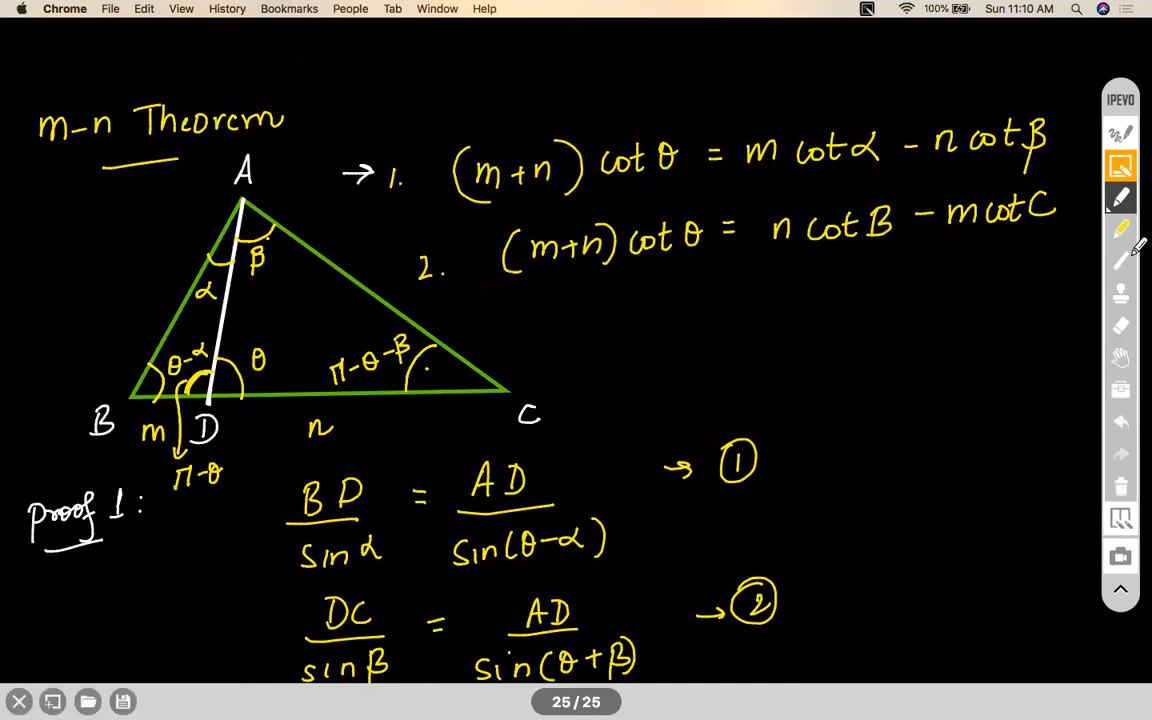 Chrome File Edit View History Bookmarks People Tab Window Help 100% Sun 11:10 AM
IPEVO
m-n Theorem
→ 1. (m+n) cot θ = m cot α - n cot β
2. (m+n) cot θ = n cot B - m cot C
A
β
α
θ-α
θ
π-θ-β
B
m
D
n
C
π-θ
Proof 1:
BD/sin α = AD/sin(θ-α) → ①
DC/sin β = AD/sin(θ+β) → ②
25 / 25